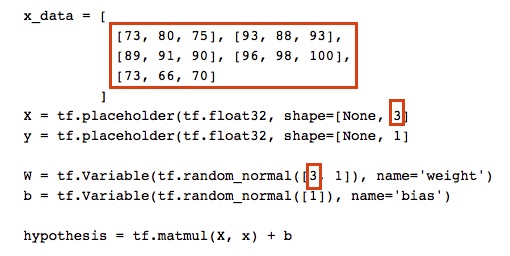 x_data = [
[73, 80, 75], [93, 88, 93],
[89, 91, 90], [96, 98, 100],
[73, 66, 70]
]
X = tf.placeholder(tf.float32, shape=[None, 3]
y = tf.placeholder(tf.float32, shape=[None, 1]
W = tf.Variable(tf.random_normal([3, 1]), name='weight')
b = tf.Variable(tf.random_normal([1]), name='bias')
hypothesis = tf.matmul(X, x) + b